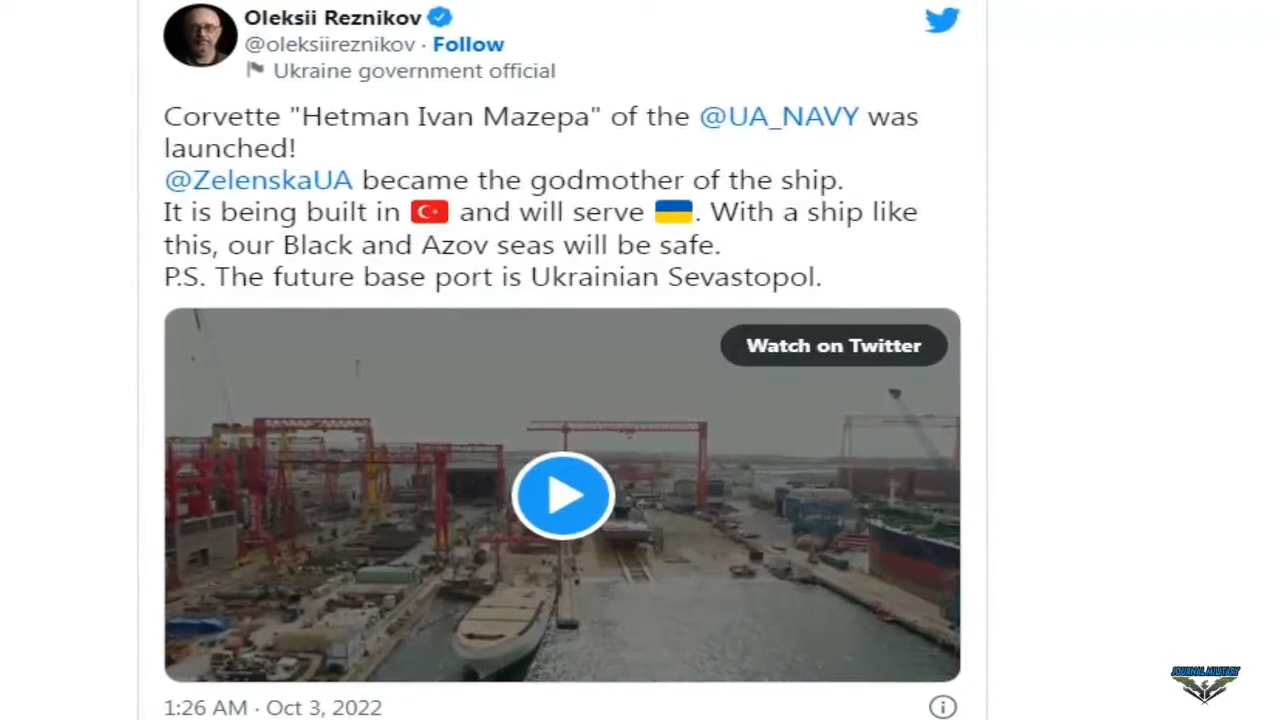 Oleksii Reznikov
@oleksiireznikov · Follow
Ukraine government official
Corvette "Hetman Ivan Mazepa" of the @UA_NAVY was
launched!
@ZelenskaUA became the godmother of the ship.
It is being built in 🇹🇷 and will serve 🇺🇦. With a ship like
this, our Black and Azov seas will be safe.
P.S. The future base port is Ukrainian Sevastopol.
Watch on Twitter
JOURNAL MILITARY
1:26 AM · Oct 3, 2022